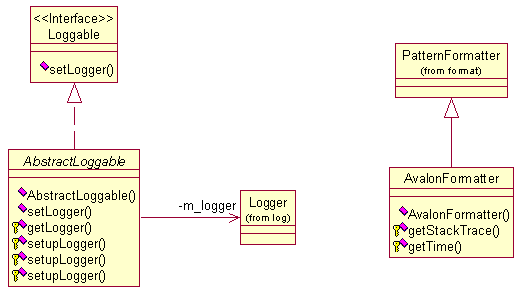 <<Interface>>
Loggable
setLogger()
PatternFormatter
(from format)
AbstractLoggable
AbstractLoggable()
setLogger()
getLogger()
setupLogger()
setupLogger()
setupLogger()
-m_logger
Logger
(from log)
AvalonFormatter
AvalonFormatter()
getStackTrace()
getTime()